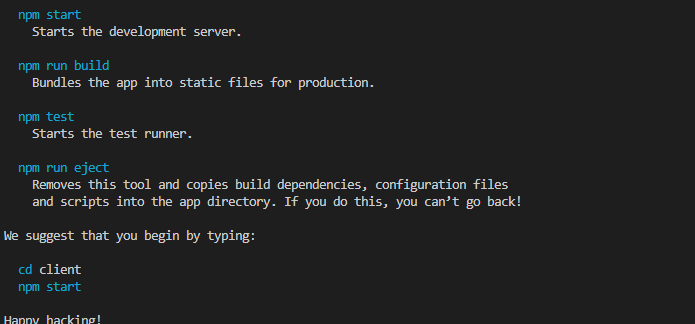 npm start
Starts the development server.
npm run build
Bundles the app into static files for production.
npm test
Starts the test runner.
npm run eject
Removes this tool and copies build dependencies, configuration files
and scripts into the app directory. If you do this, you can’t go back!
We suggest that you begin by typing:
cd client
npm start
Happy hacking!